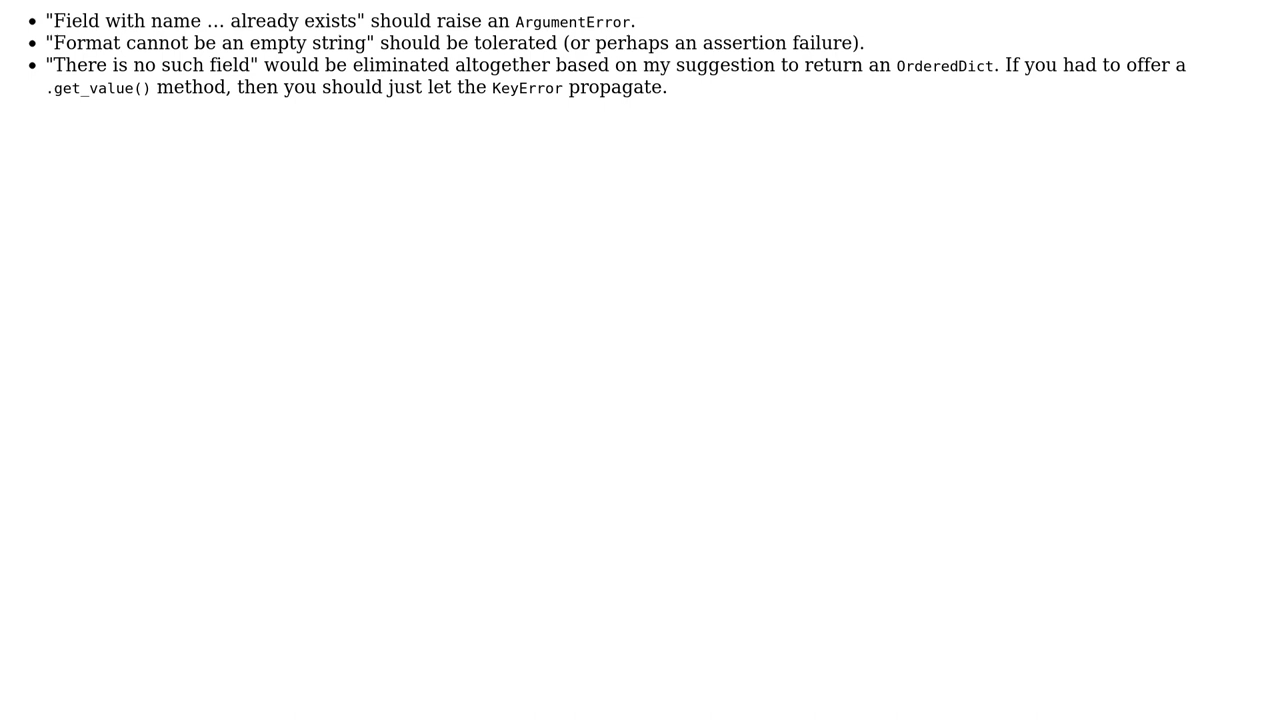 • "Field with name … already exists" should raise an ArgumentError.
• "Format cannot be an empty string" should be tolerated (or perhaps an assertion failure).
• "There is no such field" would be eliminated altogether based on my suggestion to return an OrderedDict. If you had to offer a
.get_value() method, then you should just let the KeyError propagate.